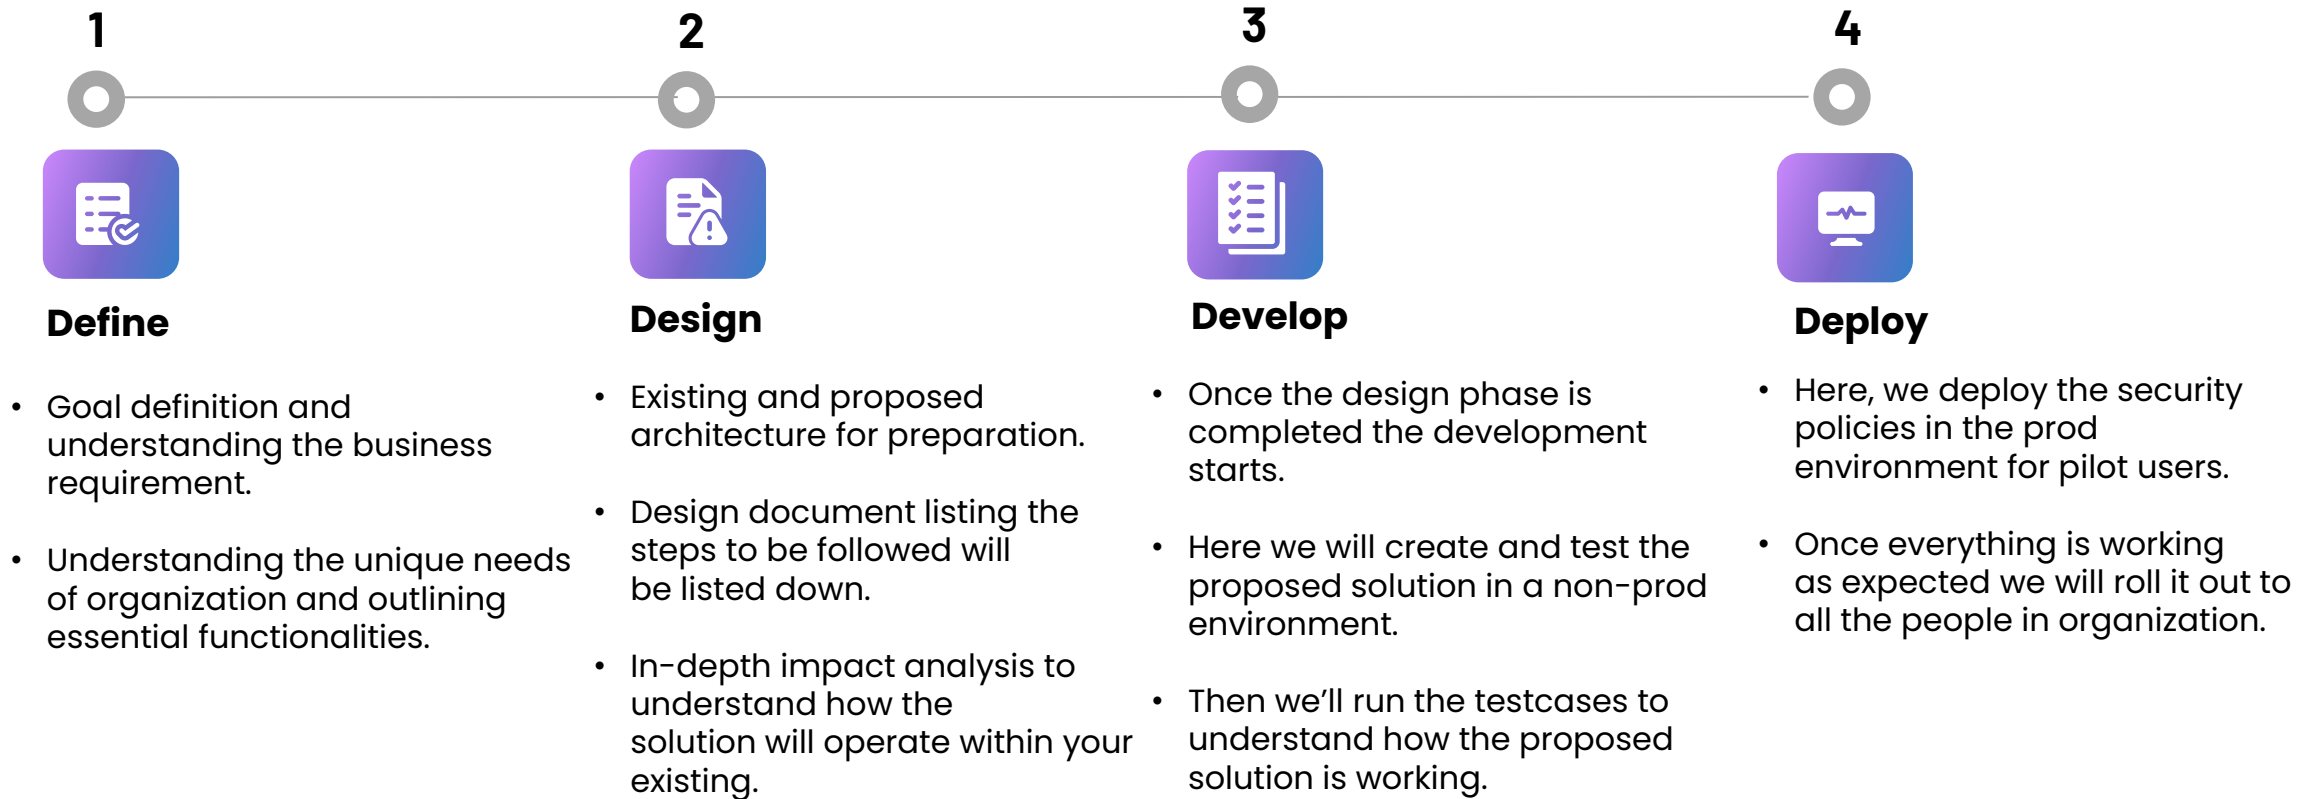 1
2
3
4
Define
• Goal definition and
understanding the business
requirement.
• Understanding the unique needs
of organization and outlining
essential functionalities.
Design
• Existing and proposed
architecture for preparation.
• Design document listing the
steps to be followed will
be listed down.
• In-depth impact analysis to
understand how the
solution will operate within your
existing.
Develop
• Once the design phase is
completed the development
starts.
• Here we will create and test the
proposed solution in a non-prod
environment.
• Then we’ll run the testcases to
understand how the proposed
solution is working.
Deploy
• Here, we deploy the security
policies in the prod
environment for pilot users.
• Once everything is working
as expected we will roll it out to
all the people in organization.